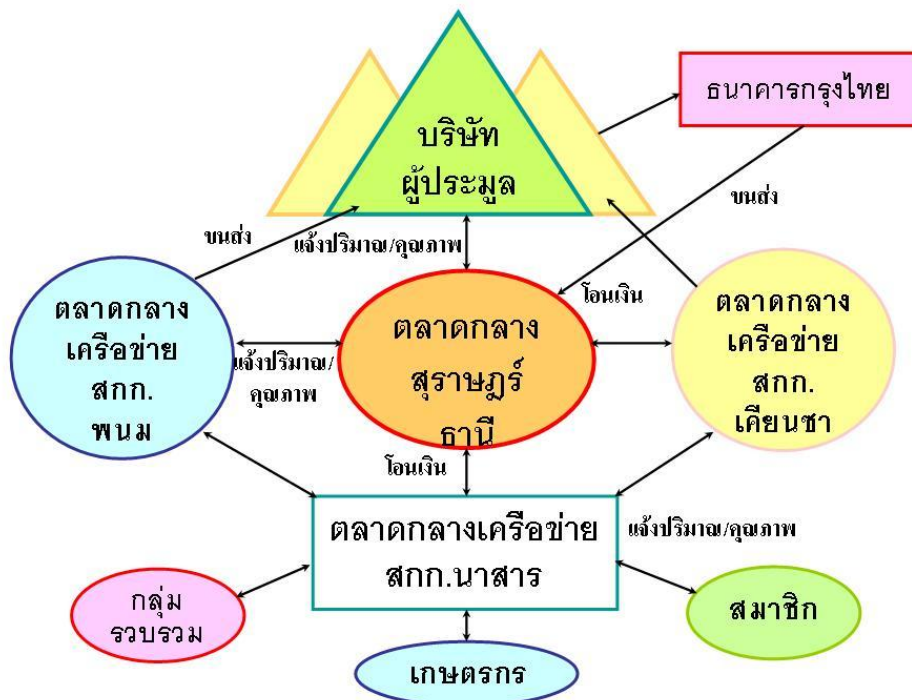 ธนาคารกรุงไทย
บริษัท
ผู้ประมูล
ขนส่ง
ขนส่ง
แจ้งปริมาณ/คุณภาพ
ตลาดกลาง
เครือข่าย
สกก.
พนม
แจ้งปริมาณ/
คุณภาพ
ตลาดกลาง
สุราษฎร์
ธานี
โอนเงิน
ตลาดกลาง
เครือข่าย
สกก.
เคียนซา
โอนเงิน
ตลาดกลางเครือข่าย
สกก.นาสาร
แจ้งปริมาณ/คุณภาพ
กลุ่ม
รวบรวม
สมาชิก
เกษตรกร